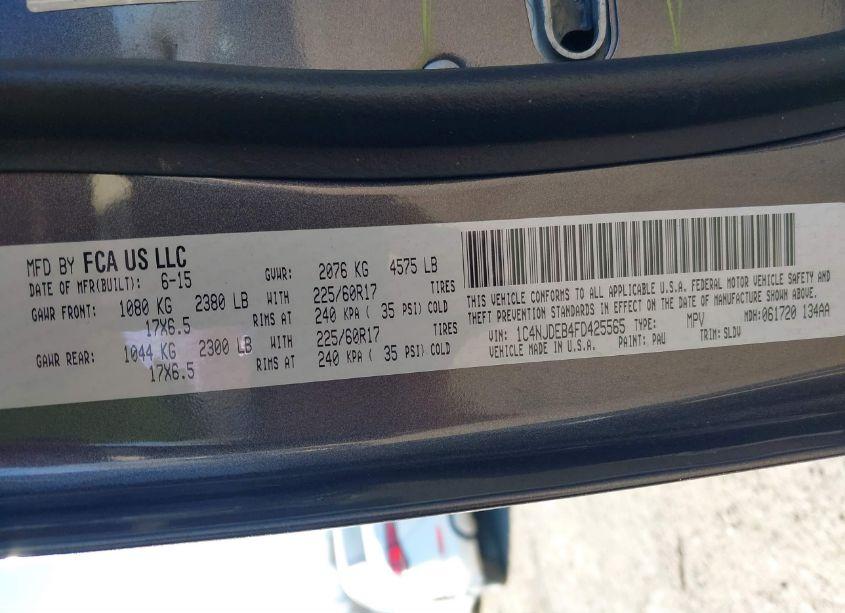 MFD BY FCA US LLC
DATE OF MFR(BUILT): 6-15 GVWR: 2076 KG 4575 LB
GAWR FRONT: 1080 KG 2380 LB WITH 225/60R17 TIRES
17X6.5 RIMS AT 240 KPA ( 35 PSI) COLD
GAWR REAR: 1044 KG 2300 LB WITH 225/60R17 TIRES
17X6.5 RIMS AT 240 KPA ( 35 PSI) COLD
THIS VEHICLE CONFORMS TO ALL APPLICABLE U.S.A. FEDERAL MOTOR VEHICLE SAFETY AND
THEFT PREVENTION STANDARDS IN EFFECT ON THE DATE OF MANUFACTURE SHOWN ABOVE.
VIN: 1C4NJDEB4FD425565 TYPE: MPV MDH: 061720 134AA
VEHICLE MADE IN U.S.A. PAINT: PAU TRIM: SLDV